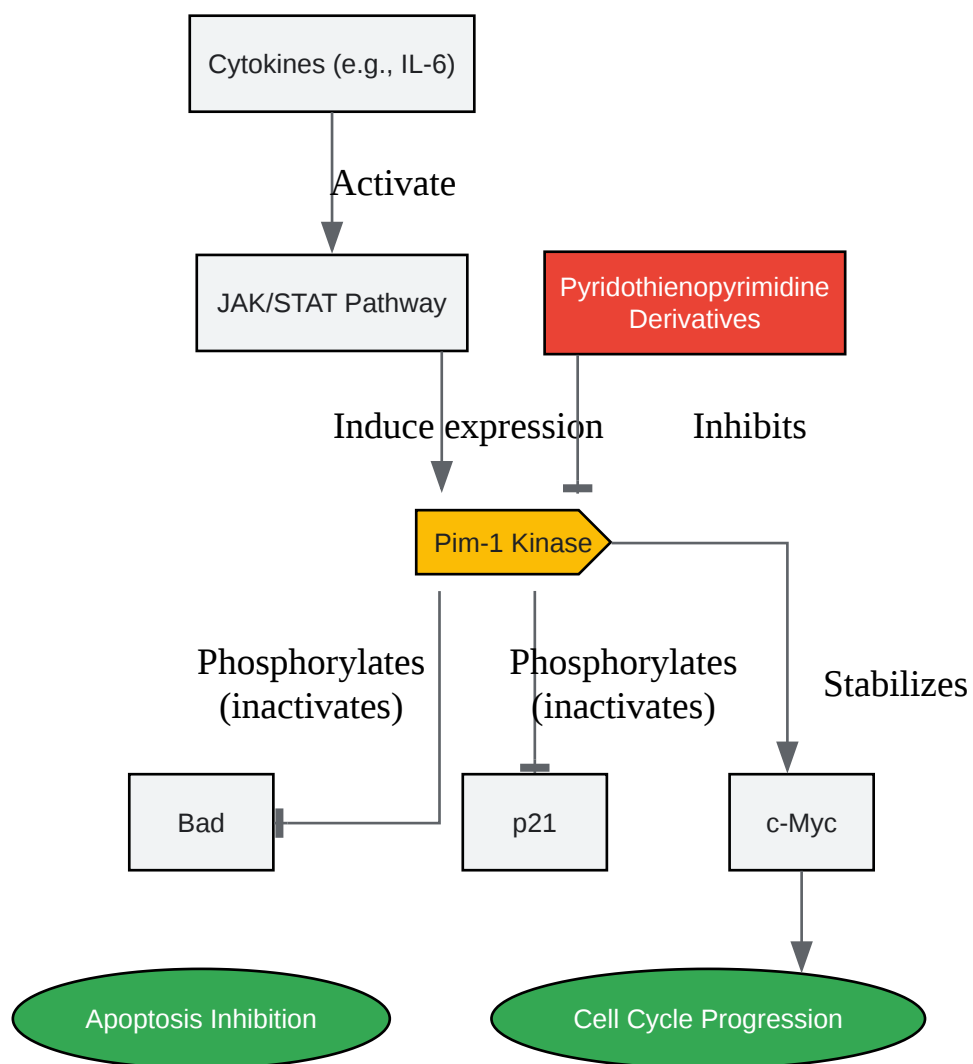 Cytokines (e.g., IL-6)
Activate
JAK/STAT Pathway
Pyridothienopyrimidine
Derivatives
Induce expression
Inhibits
Pim-1 Kinase
Phosphorylates
(inactivates)
Phosphorylates
(inactivates)
Stabilizes
Bad
p21
c-Myc
Apoptosis Inhibition
Cell Cycle Progression